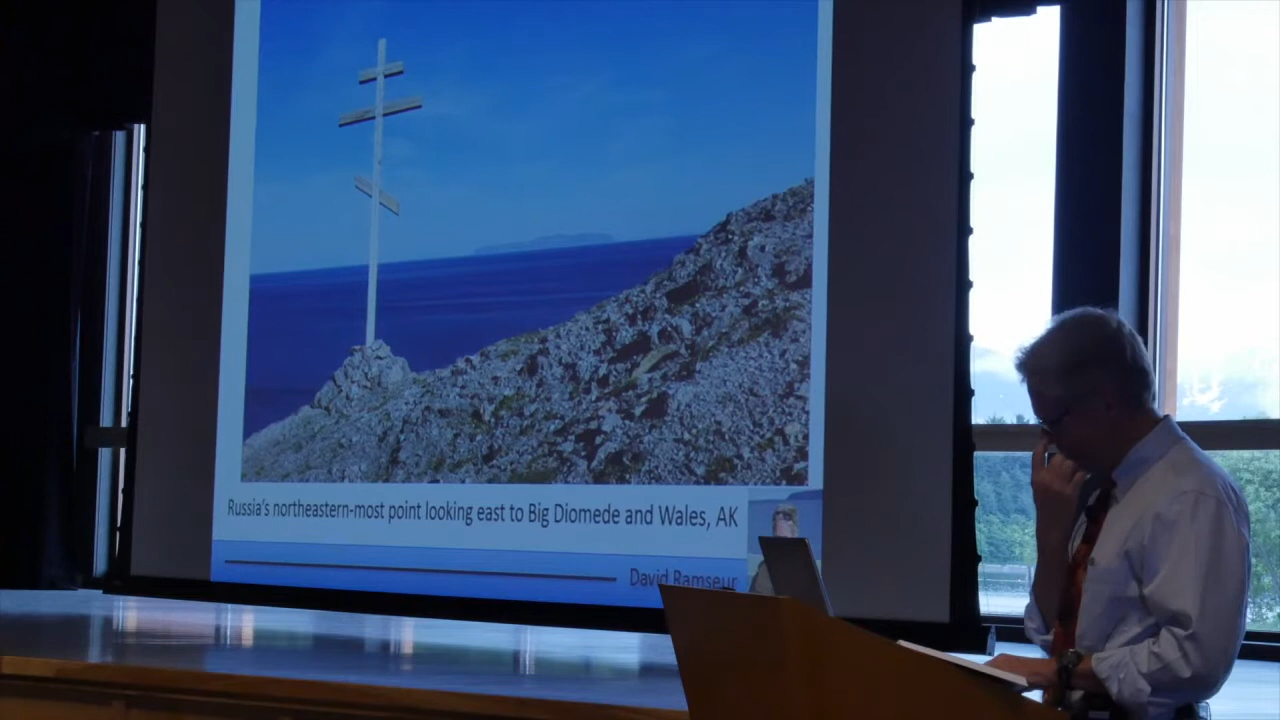 Russia's northeastern-most point looking east to Big Diomede and Wales, AK
David Ramseur